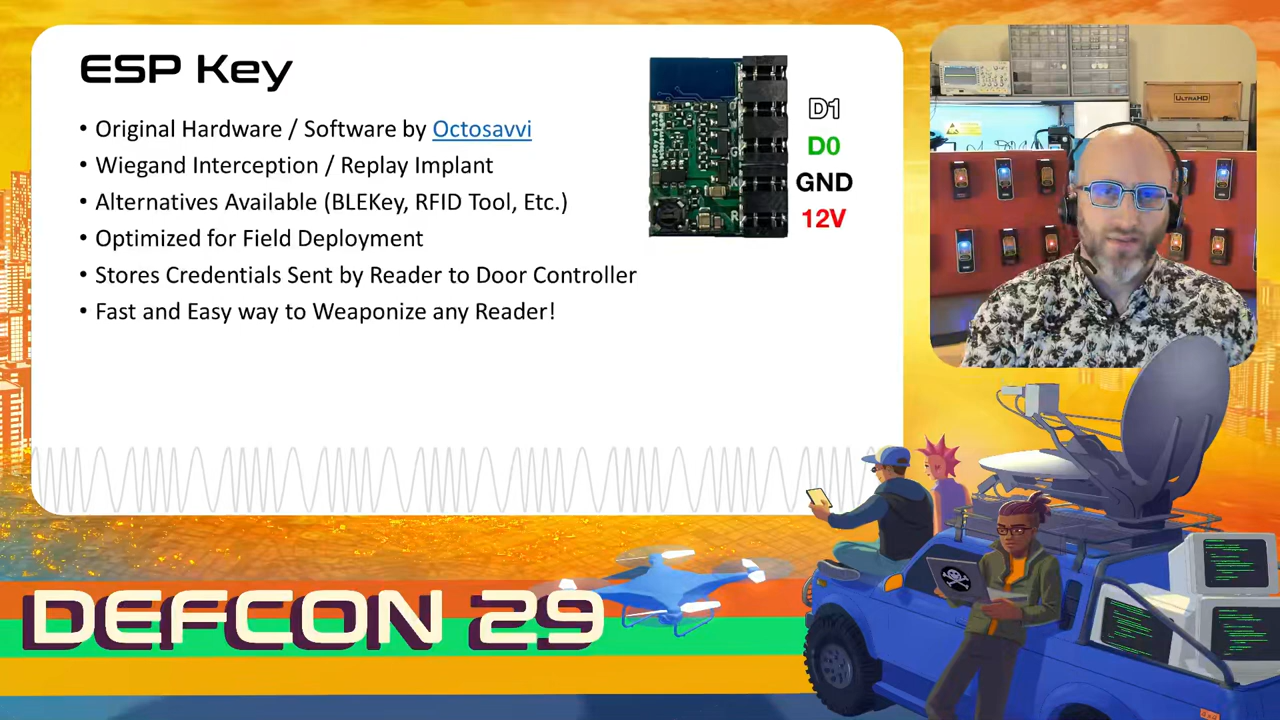 ESP Key
• Original Hardware / Software by Octosavvi
• Wiegand Interception / Replay Implant
• Alternatives Available (BLEKey, RFID Tool, Etc.)
• Optimized for Field Deployment
• Stores Credentials Sent by Reader to Door Controller
• Fast and Easy way to Weaponize any Reader!
D1
D0
GND
12V
ULTRAHD
DEFCON 29